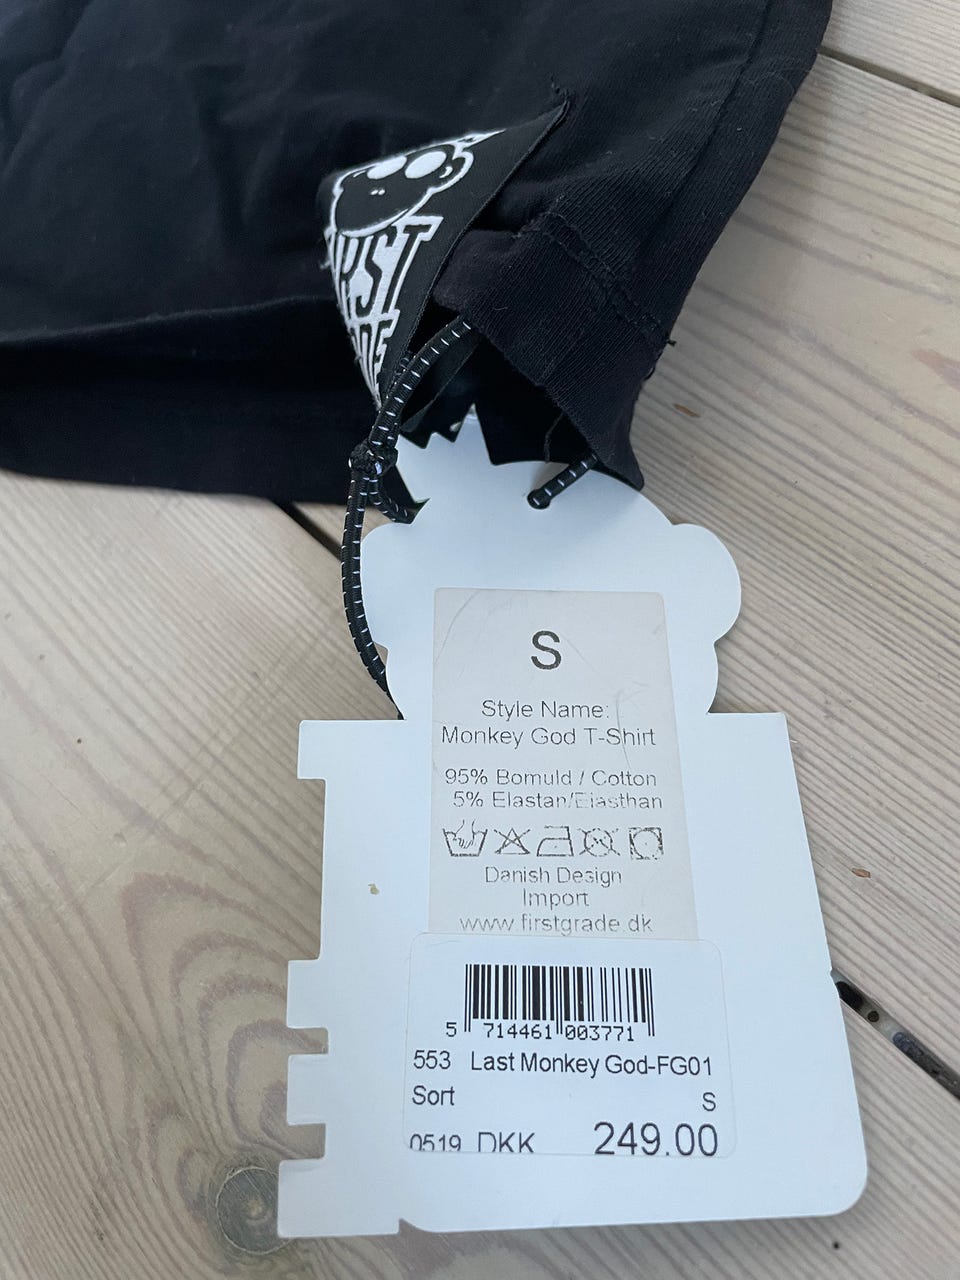 S
Style Name:
Monkey God T-Shirt
95% Bomuld / Cotton
5% Elastan/Elasthan
Danish Design
Import
www.firstgrade.dk
5 714461 003771
553 Last Monkey God-FG01
Sort S
0519 DKK 249.00